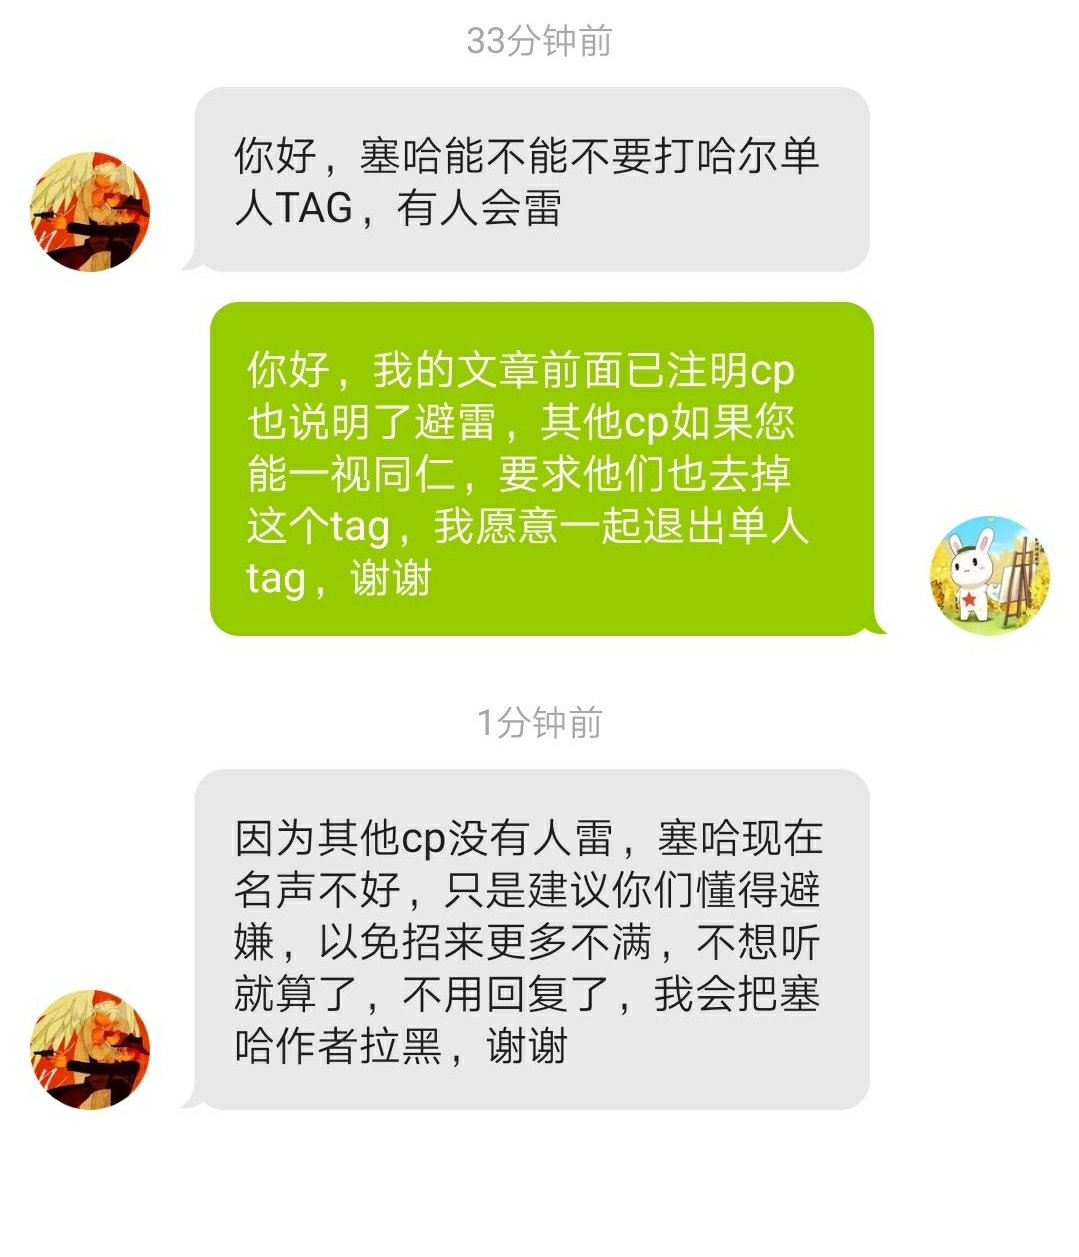 33分钟前
你好，塞哈能不能不要打哈尔单
人TAG，有人会雷
你好，我的文章前面已注明cp
也说明了避雷，其他cp如果您
能一视同仁，要求他们也去掉
这个tag，我愿意一起退出单人
tag，谢谢
1分钟前
因为其他cp没有人雷，塞哈现在
名声不好，只是建议你们懂得避
嫌，以免招来更多不满，不想听
就算了，不用回复了，我会把塞
哈作者拉黑，谢谢